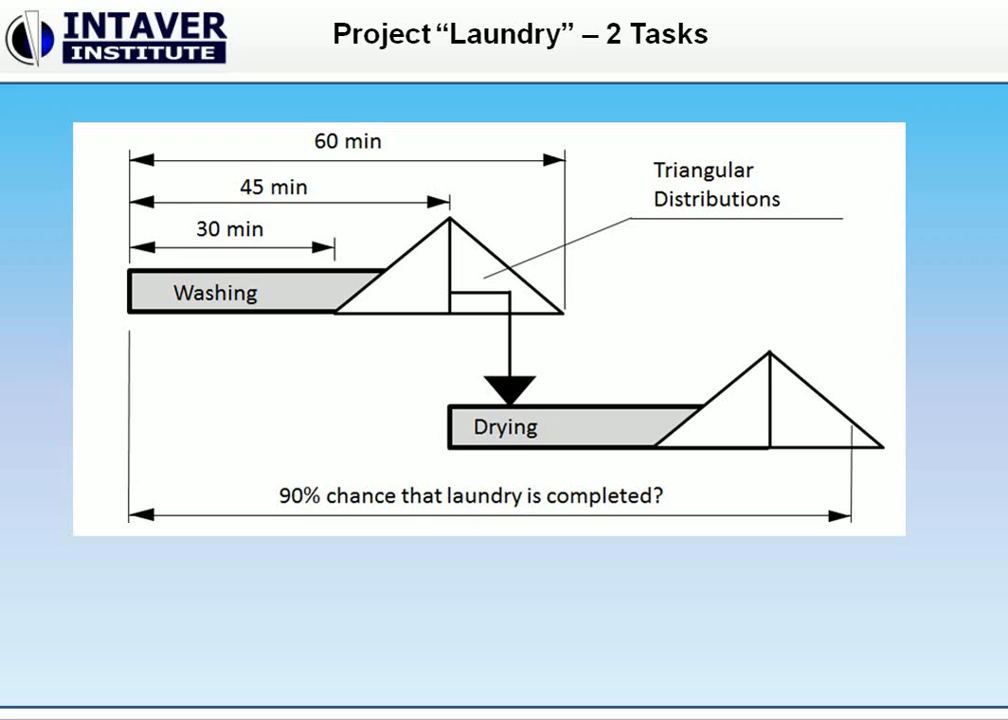 INTAVER
INSTITUTE
Project “Laundry” – 2 Tasks
60 min
45 min
30 min
Triangular
Distributions
Washing
Drying
90% chance that laundry is completed?